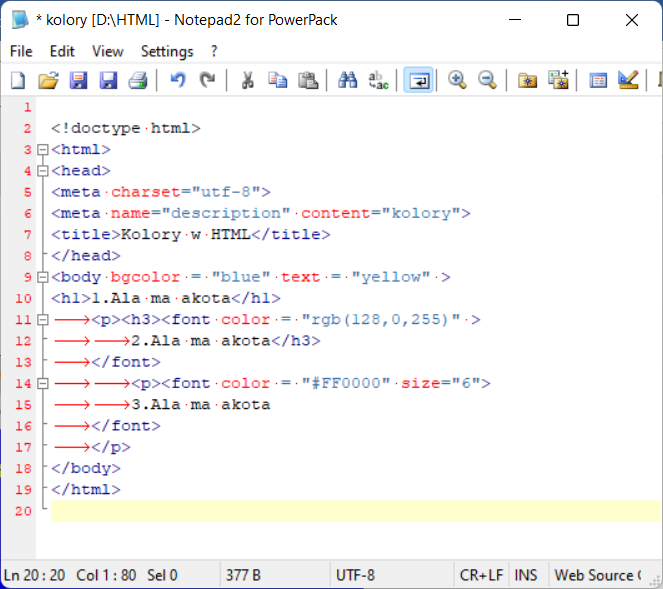 * kolory [D:\HTML] - Notepad2 for PowerPack
File Edit View Settings ?
1
2 <!doctype html>
3 <html>
4 <head>
5 <meta charset="utf-8">
6 <meta name="description" content="kolory">
7 <title>Kolory w HTML</title>
8 </head>
9 <body bgcolor = "blue" text = "yellow" >
10 <h1>1.Ala ma akota</h1>
11 <p><h3><font color = "rgb(128,0,255)" >
12 2.Ala ma akota</h3>
13 </font>
14 <p><font color = "#FF0000" size="6">
15 3.Ala ma akota
16 </font>
17 </p>
18 </body>
19 </html>
20
Ln 20 : 20 Col 1 : 80 Sel 0 377 B UTF-8 CR+LF INS Web Source